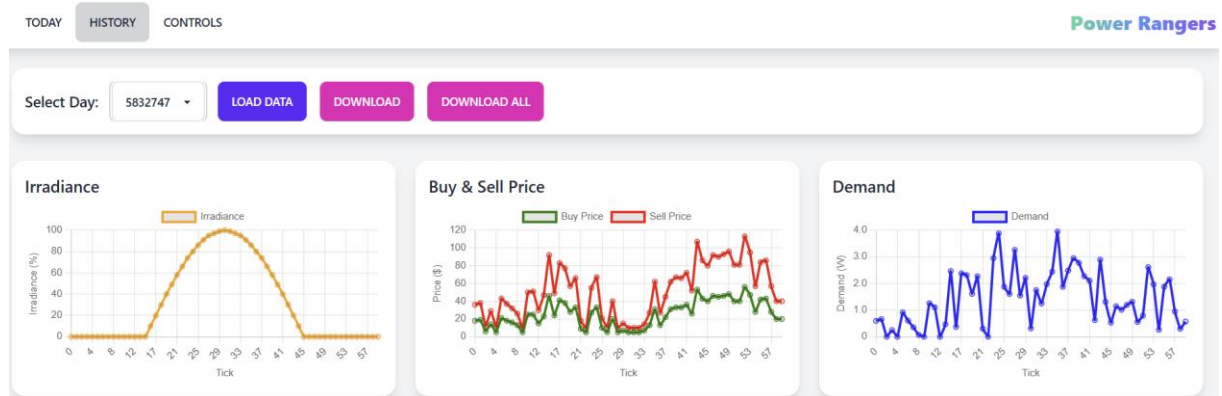 TODAY HISTORY CONTROLS Power Rangers
Select Day: 5832747 LOAD DATA DOWNLOAD DOWNLOAD ALL
Irradiance
Irradiance
Irradiance (%)
100
80
60
40
20
0
0 4 8 12 17 21 25 29 33 37 41 45 49 53 57
Tick
Buy & Sell Price
Buy Price Sell Price
Price ($)
120
100
80
60
40
20
0
0 4 8 12 17 21 25 29 33 37 41 45 49 53 57
Tick
Demand
Demand
Demand (W)
4.0
3.0
2.0
1.0
0
0 4 8 12 17 21 25 29 33 37 41 45 49 53 57
Tick